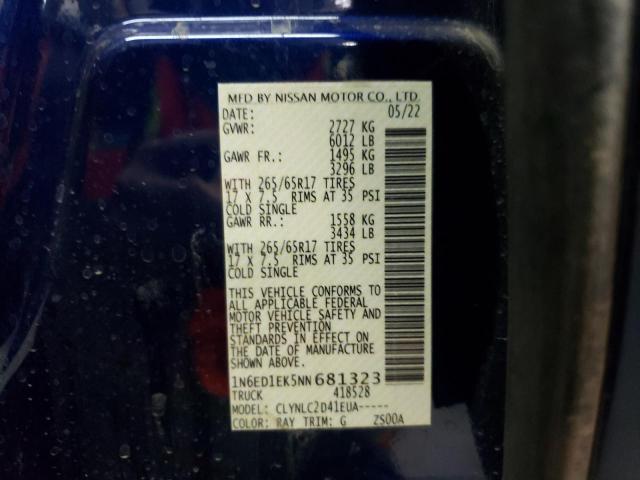 MFD BY NISSAN MOTOR CO., LTD
DATE: 05/22
GVWR: 2727 KG
6012 LB
GAWR FR.: 1495 KG
3296 LB
WITH 265/65R17 TIRES
17 X 7.5 RIMS AT 35 PSI
COLD SINGLE
GAWR RR.: 1558 KG
3434 LB
WITH 265/65R17 TIRES
17 X 7.5 RIMS AT 35 PSI
COLD SINGLE
THIS VEHICLE CONFORMS TO
ALL APPLICABLE FEDERAL
MOTOR VEHICLE SAFETY AND
THEFT PREVENTION
STANDARDS IN EFFECT ON
THE DATE OF MANUFACTURE
SHOWN ABOVE.
1N6ED1EK5NN681323
TRUCK 418528
MODEL: CLYNLC2D41EUA-----
COLOR: RAY TRIM: G ZS00A